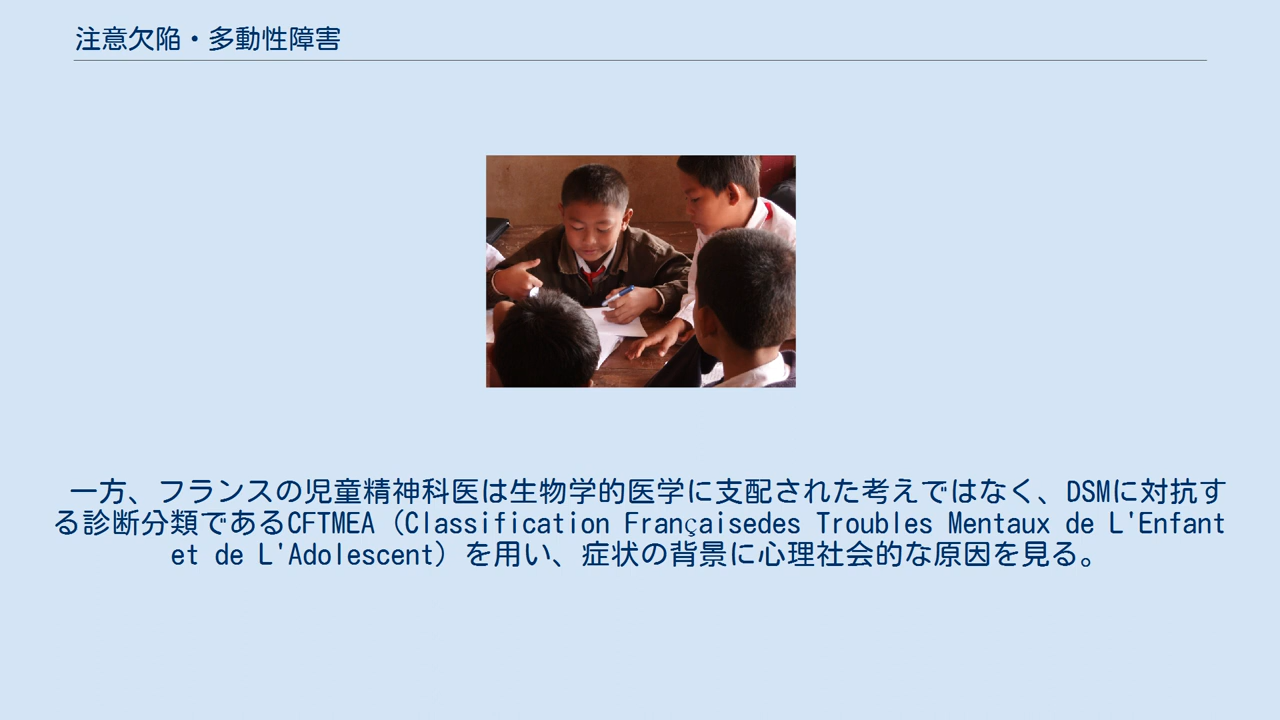 注意欠陥・多動性障害
一方、フランスの児童精神科医は生物学的医学に支配された考えではなく、DSMに対抗す
る診断分類であるCFTMEA（Classification Françaisedes Troubles Mentaux de L'Enfant
et de L'Adolescent）を用い、症状の背景に心理社会的な原因を見る。